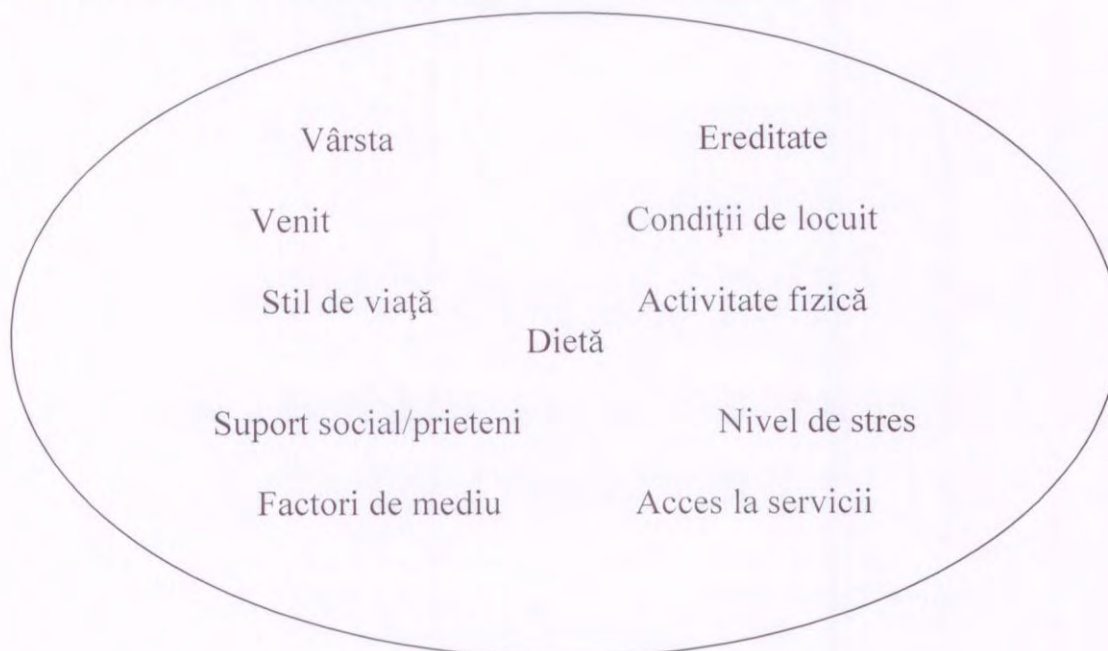 Vârsta Ereditate
Venit Condiţii de locuit
Stil de viaţă Activitate fizică
Dietă
Suport social/prieteni Nivel de stres
Factori de mediu Acces la servicii